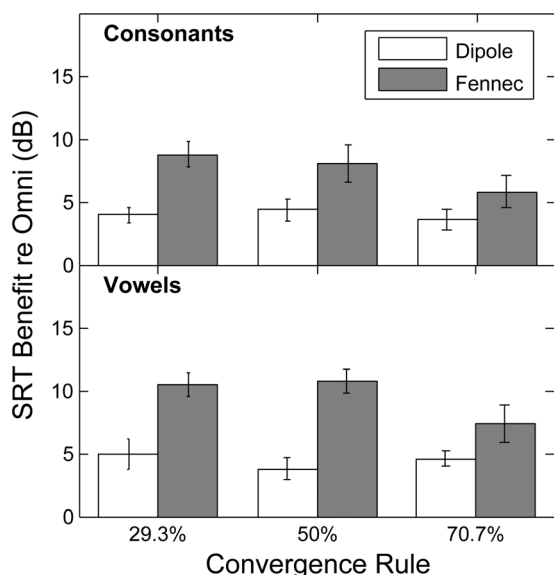 Consonants
Dipole
Fennec
15
10
5
0
Vowels
15
10
5
0
29.3% 50% 70.7%
Convergence Rule
SRT Benefit re Omni (dB)